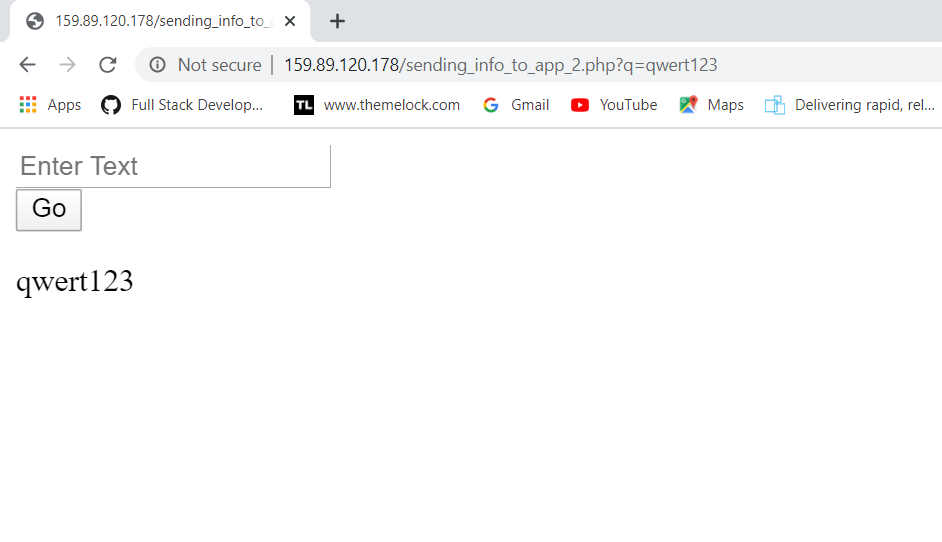 159.89.120.178/sending_info_to_
Not secure | 159.89.120.178/sending_info_to_app_2.php?q=qwert123
Apps Full Stack Develop... TL www.themelock.com Gmail YouTube Maps Delivering rapid, rel...
Enter Text
Go
qwert123